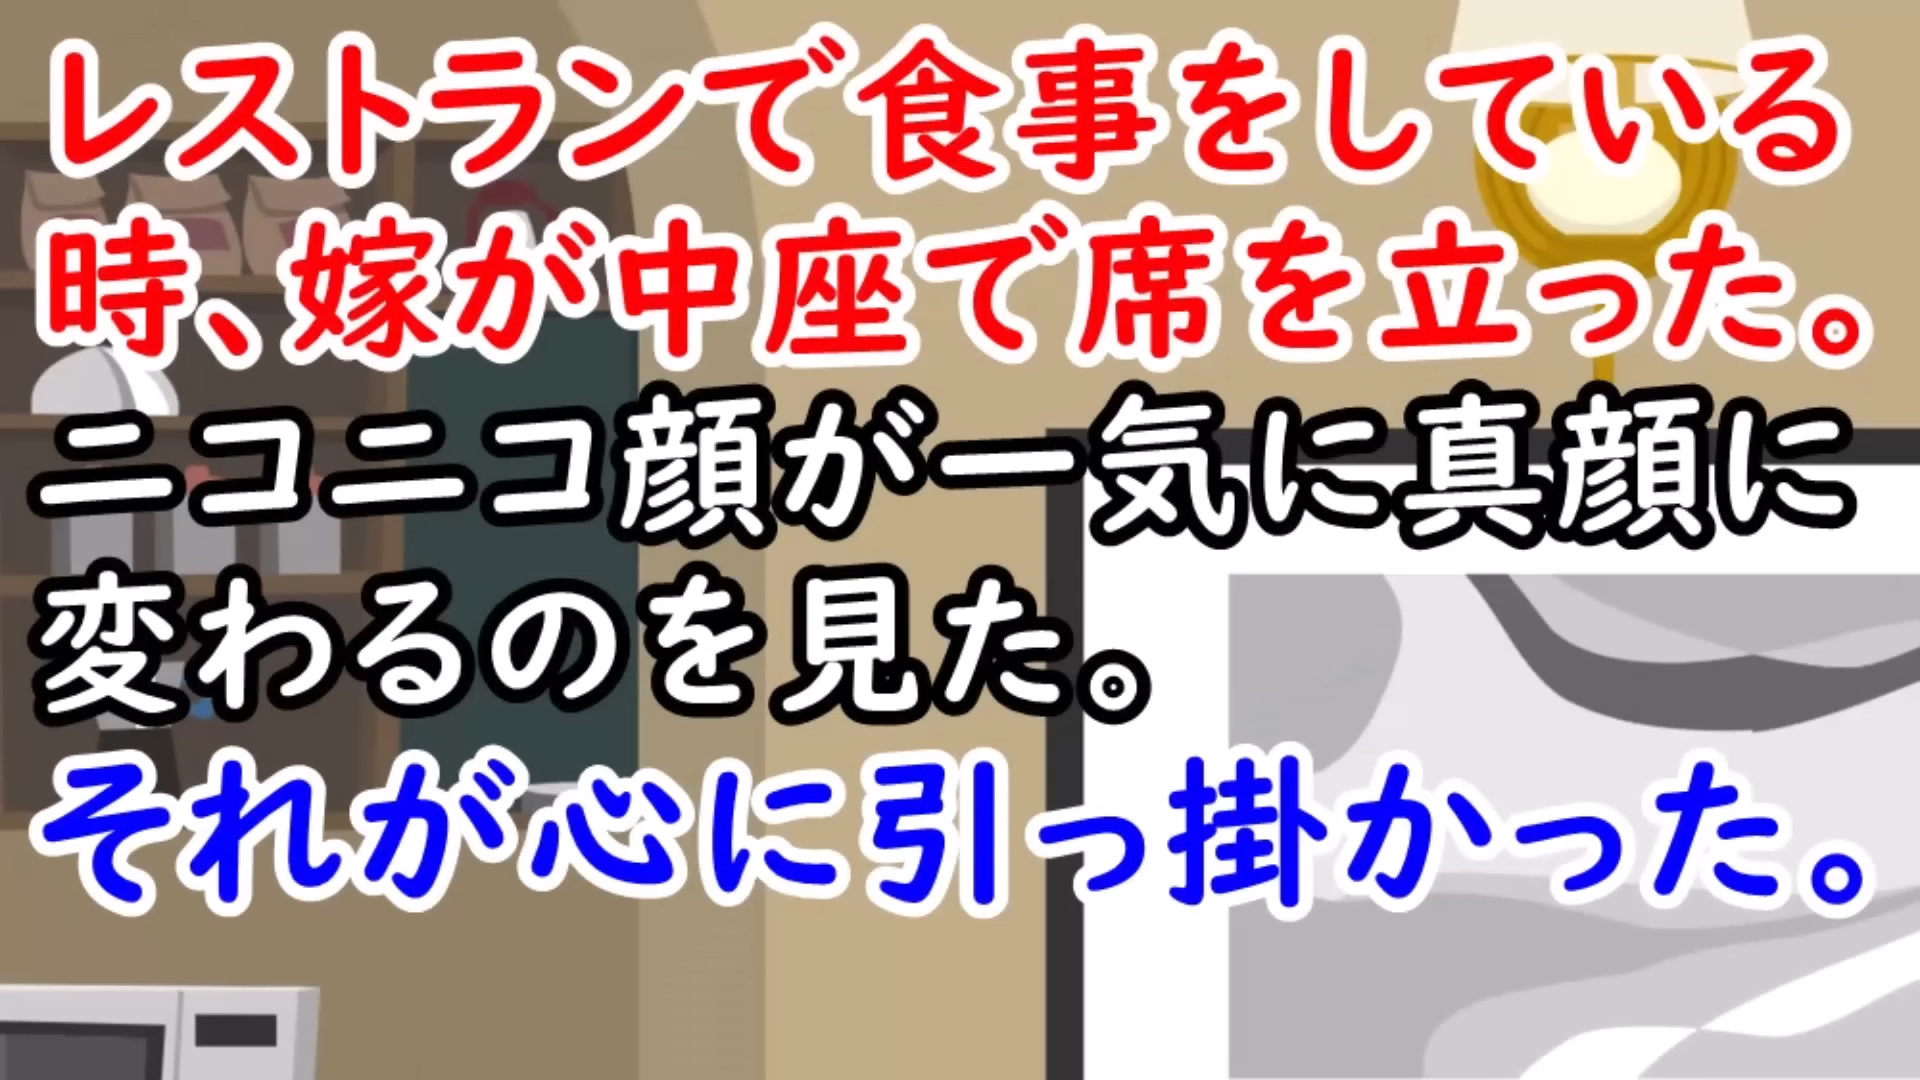 レストランで食事をしている
時、嫁が中座で席を立った。
ニコニコ顔が一気に真顔に
変わるのを見た。
それが心に引っ掛かった。